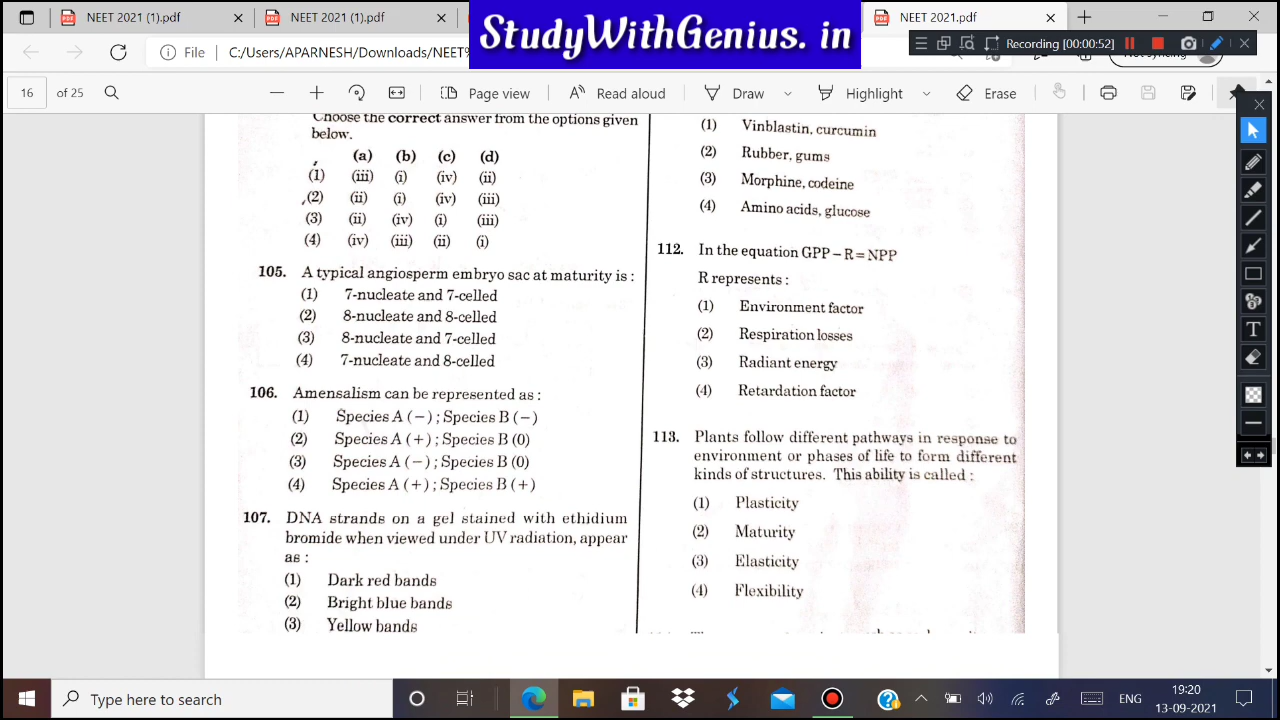 NEET 2021 (1).pdf
NEET 2021 (1).pdf
NEET 2021.pdf
StudyWithGenius. in
File
C:/Users/APARNESH/Downloads/NEET%
Recording [00:00:52]
16 of 25
Page view
Read aloud
Draw
Highlight
Erase
Choose the correct answer from the options given
below.
(a) (b) (c) (d)
(1) (iii) (i) (iv) (ii)
(2) (ii) (i) (iv) (iii)
(3) (ii) (iv) (i) (iii)
(4) (iv) (iii) (ii) (i)
105. A typical angiosperm embryo sac at maturity is :
(1) 7-nucleate and 7-celled
(2) 8-nucleate and 8-celled
(3) 8-nucleate and 7-celled
(4) 7-nucleate and 8-celled
106. Amensalism can be represented as :
(1) Species A (−) ; Species B (−)
(2) Species A (+) ; Species B (0)
(3) Species A (−) ; Species B (0)
(4) Species A (+) ; Species B (+)
107. DNA strands on a gel stained with ethidium
bromide when viewed under UV radiation, appear
as :
(1) Dark red bands
(2) Bright blue bands
(3) Yellow bands
(1) Vinblastin, curcumin
(2) Rubber, gums
(3) Morphine, codeine
(4) Amino acids, glucose
112. In the equation GPP − R = NPP
R represents :
(1) Environment factor
(2) Respiration losses
(3) Radiant energy
(4) Retardation factor
113. Plants follow different pathways in response to
environment or phases of life to form different
kinds of structures. This ability is called :
(1) Plasticity
(2) Maturity
(3) Elasticity
(4) Flexibility
Type here to search
ENG
19:20
13-09-2021